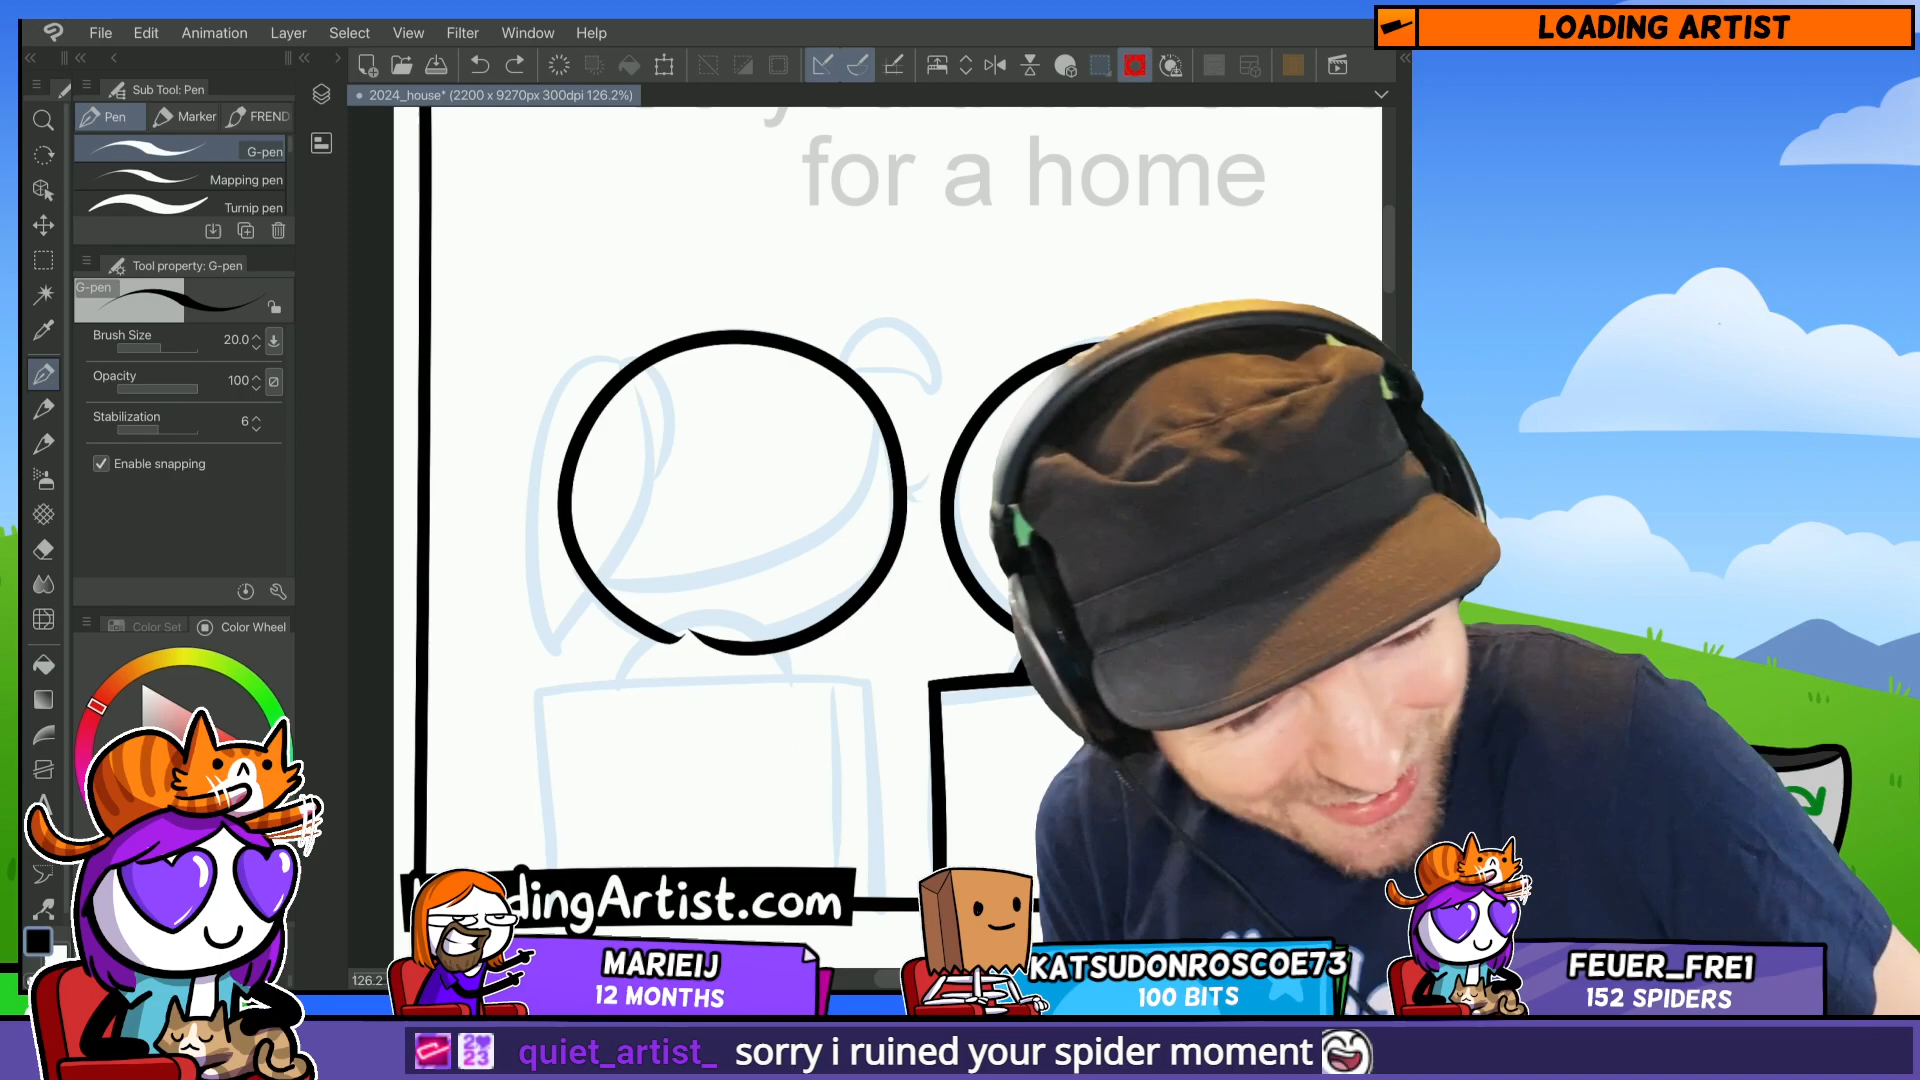 LOADING ARTIST
File Edit Animation Layer Select View Filter Window Help
Sub Tool: Pen
2024_house* (2200 x 9270px 300dpi 126.2%)
Pen Marker FREND
G-pen
Mapping pen
Turnip pen
for a home
Tool property: G-pen
G-pen
Brush Size 20.0
Opacity 100
Stabilization 6
Enable snapping
Color Set Color Wheel
dingArtist.com
126.2
MARIEIJ
12 MONTHS
KATSUDONROSCOE73
100 BITS
FEUER_FRE1
152 SPIDERS
2023 quiet_artist_ sorry i ruined your spider moment